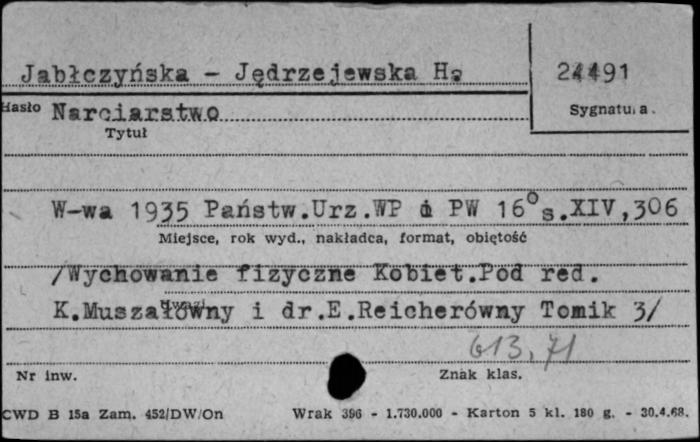 Jabłczyńska - Jędrzejewska H.
24491
Hasło Narciarstwo
Sygnatura.
Tytuł
W-wa 1935 Państw.Urz.WP i PW 16° s.XIV,306
Miejsce, rok wyd., nakładca, format, objętość
/Wychowanie fizyczne Kobiet.Pod red.
Uwagi
K.Muszałówny i dr.E.Reicherówny Tomik 3/
613.71
Nr inw.
Znak klas.
CWD B 15a Zam. 452/DW/On Wrak 396 - 1.730.000 - Karton 5 kl. 180 g. - 30.4.68.